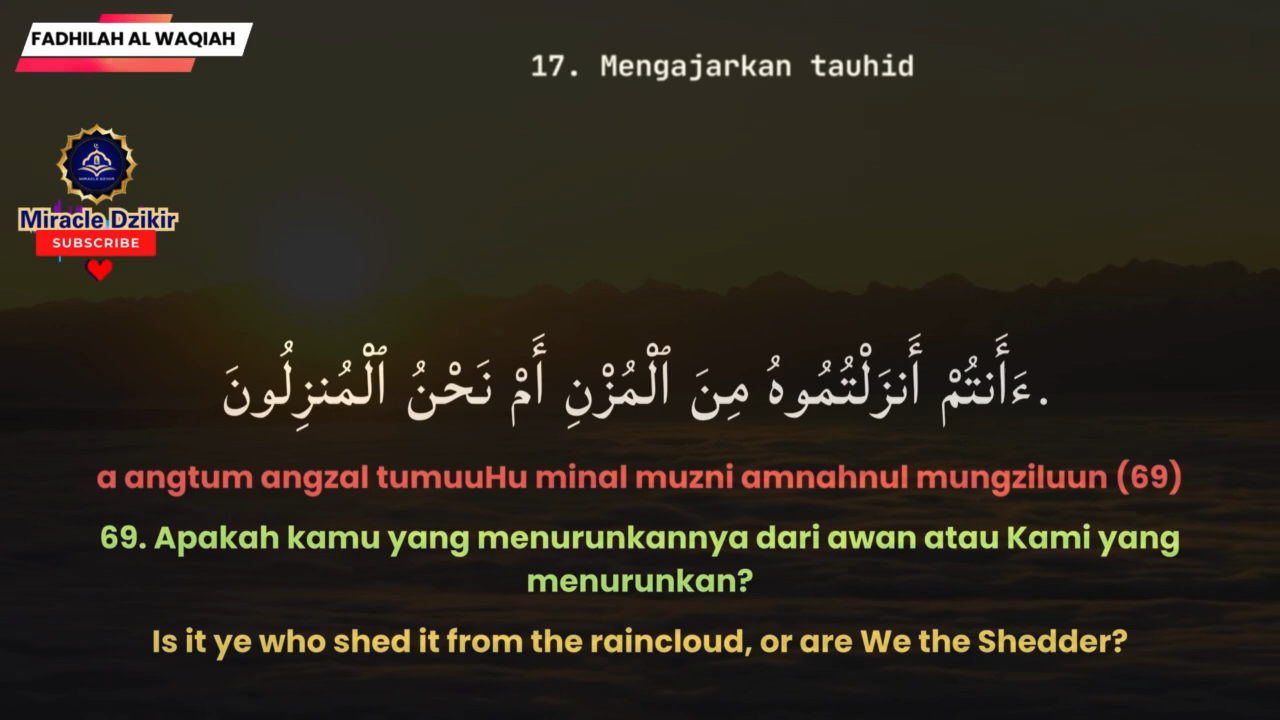 FADHILAH AL WAQIAH
17. Mengajarkan tauhid
Miracle Dzikir
SUBSCRIBE
ءَأَنتُمْ أَنزَلْتُمُوهُ مِنَ ٱلْمُزْنِ أَمْ نَحْنُ ٱلْمُنزِلُونَ.
a angtum angzal tumuuHu minal muzni amnahnul mungziluun (69)
69. Apakah kamu yang menurunkannya dari awan atau Kami yang
menurunkan?
Is it ye who shed it from the raincloud, or are We the Shedder?